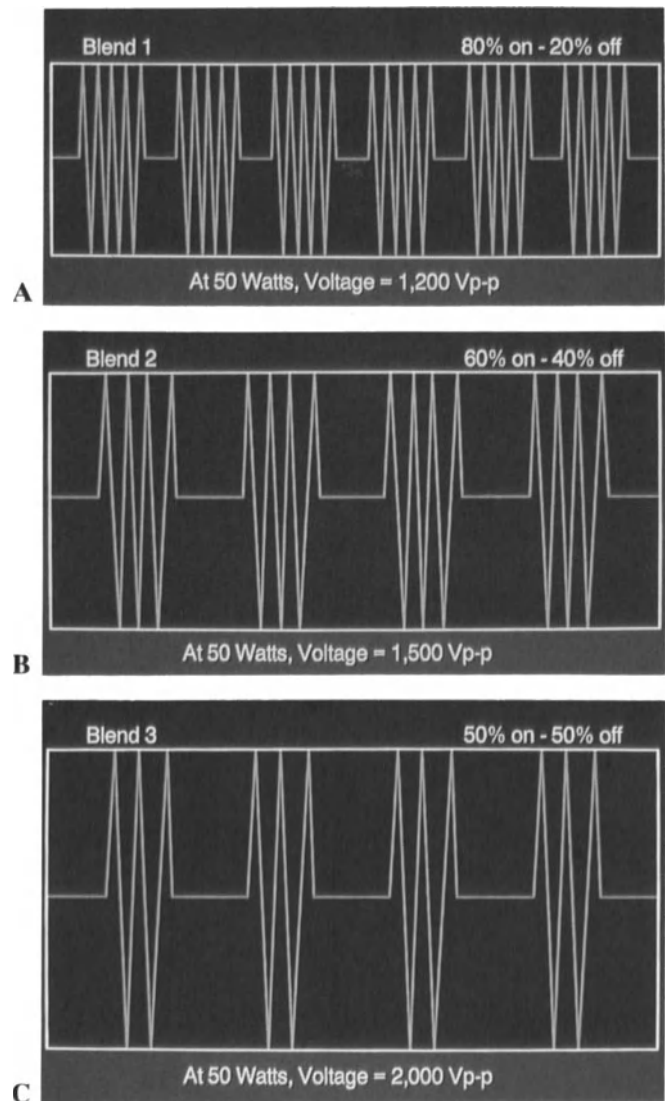 Blend 1 80% on - 20% off
At 50 Watts, Voltage = 1,200 Vp-p
A
Blend 2 60% on - 40% off
At 50 Watts, Voltage = 1,500 Vp-p
B
Blend 3 50% on - 50% off
At 50 Watts, Voltage = 2,000 Vp-p
C